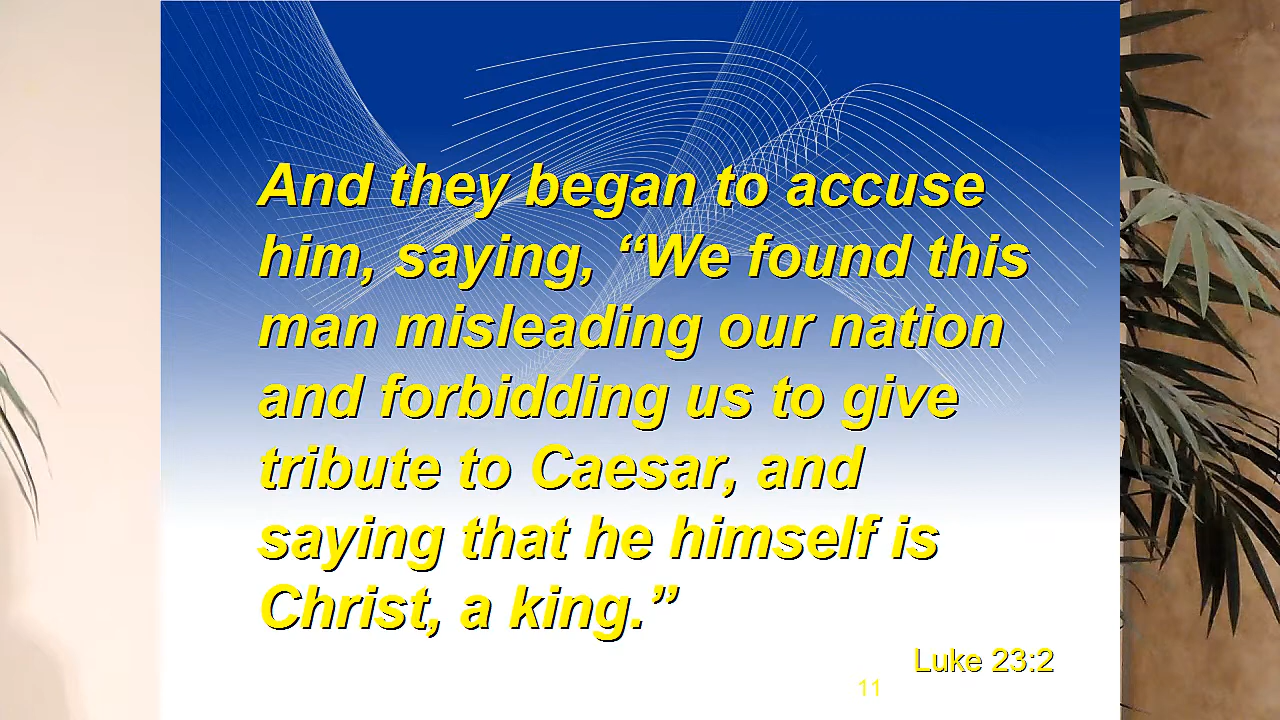 And they began to accuse
him, saying, “We found this
man misleading our nation
and forbidding us to give
tribute to Caesar, and
saying that he himself is
Christ, a king.”
Luke 23:2
11